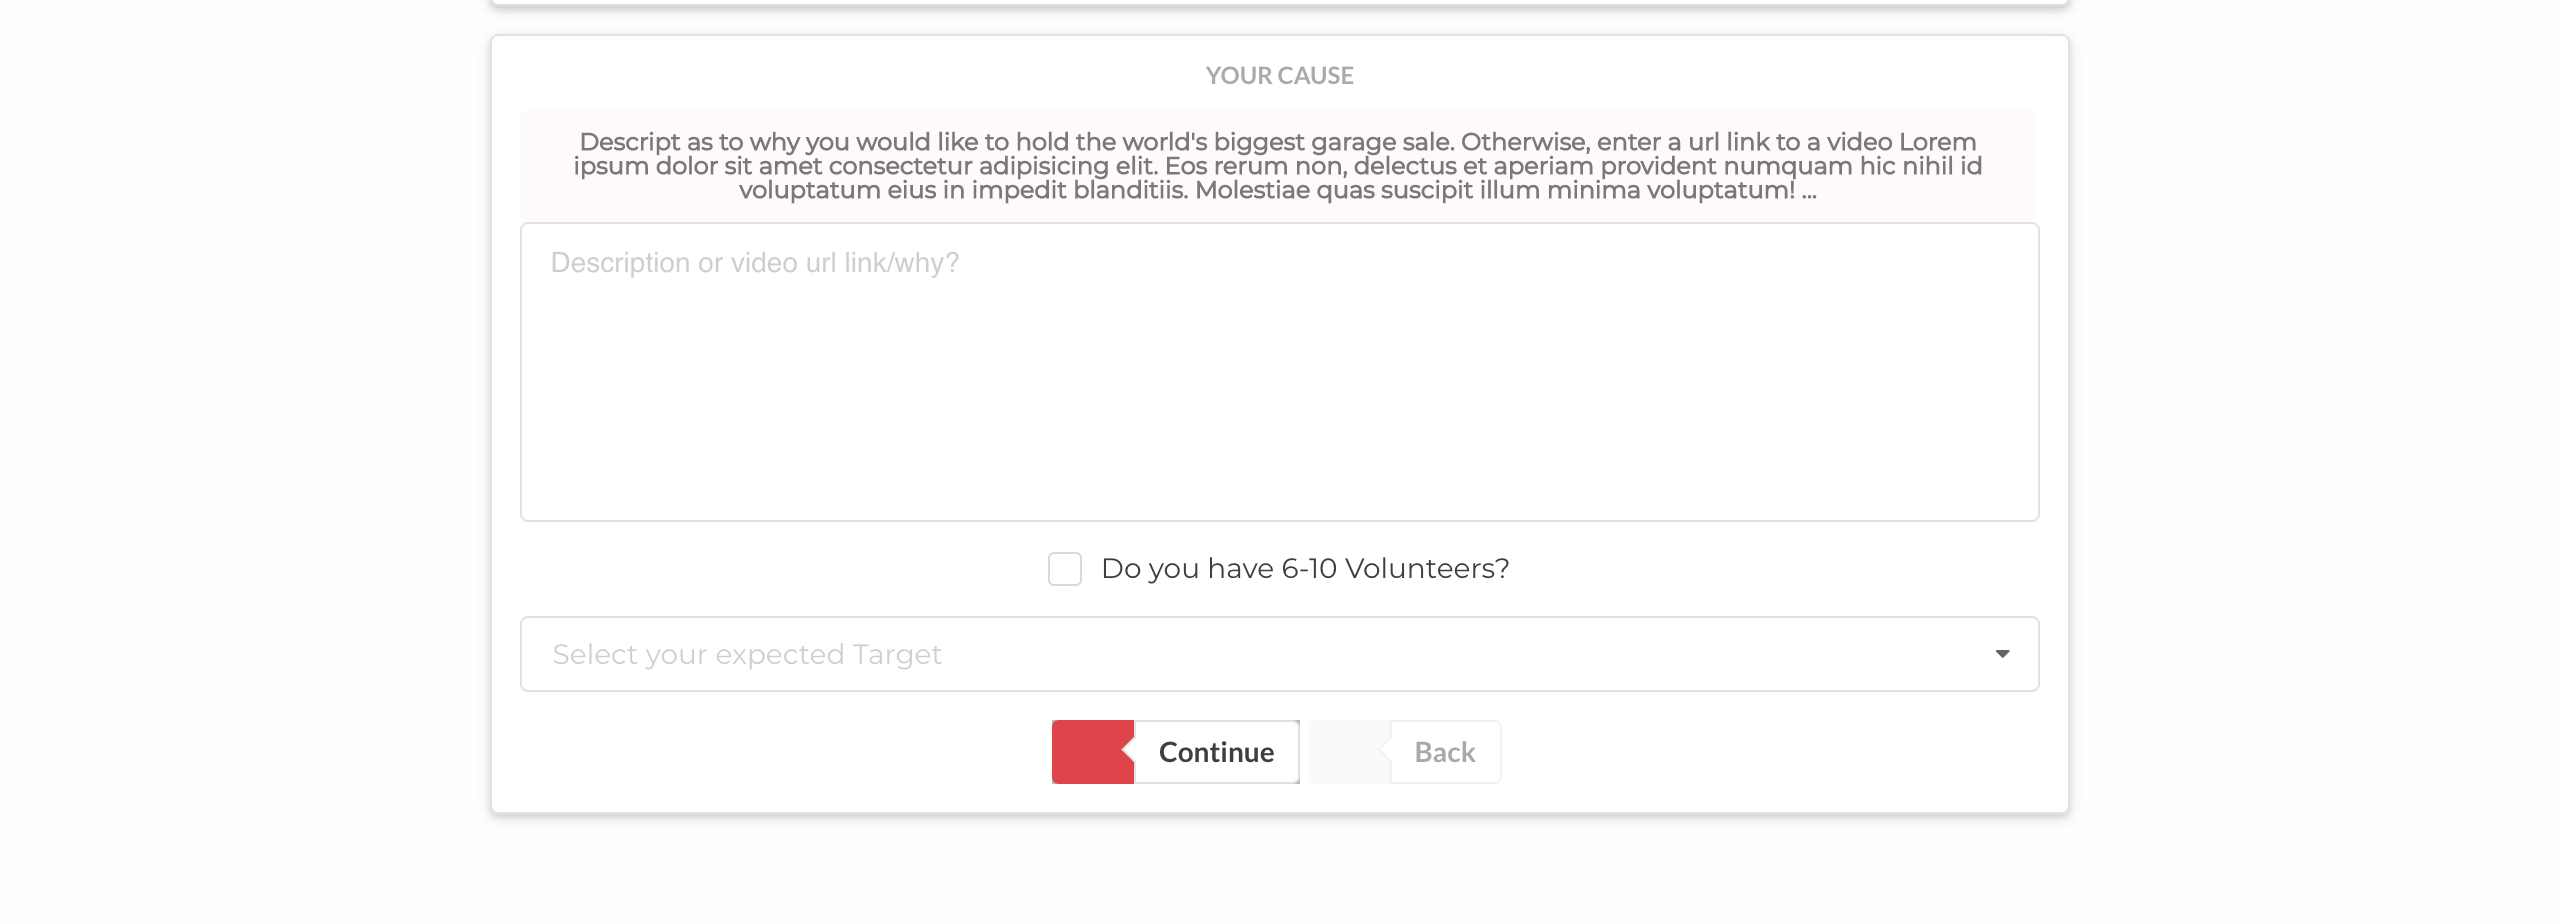 YOUR CAUSE
Descript as to why you would like to hold the world's biggest garage sale. Otherwise, enter a url link to a video Lorem
ipsum dolor sit amet consectetur adipisicing elit. Eos rerum non, delectus et aperiam provident numquam hic nihil id
voluptatum eius in impedit blanditiis. Molestiae quas suscipit illum minima voluptatum! ...
Description or video url link/why?
Do you have 6-10 Volunteers?
Select your expected Target
Continue
Back